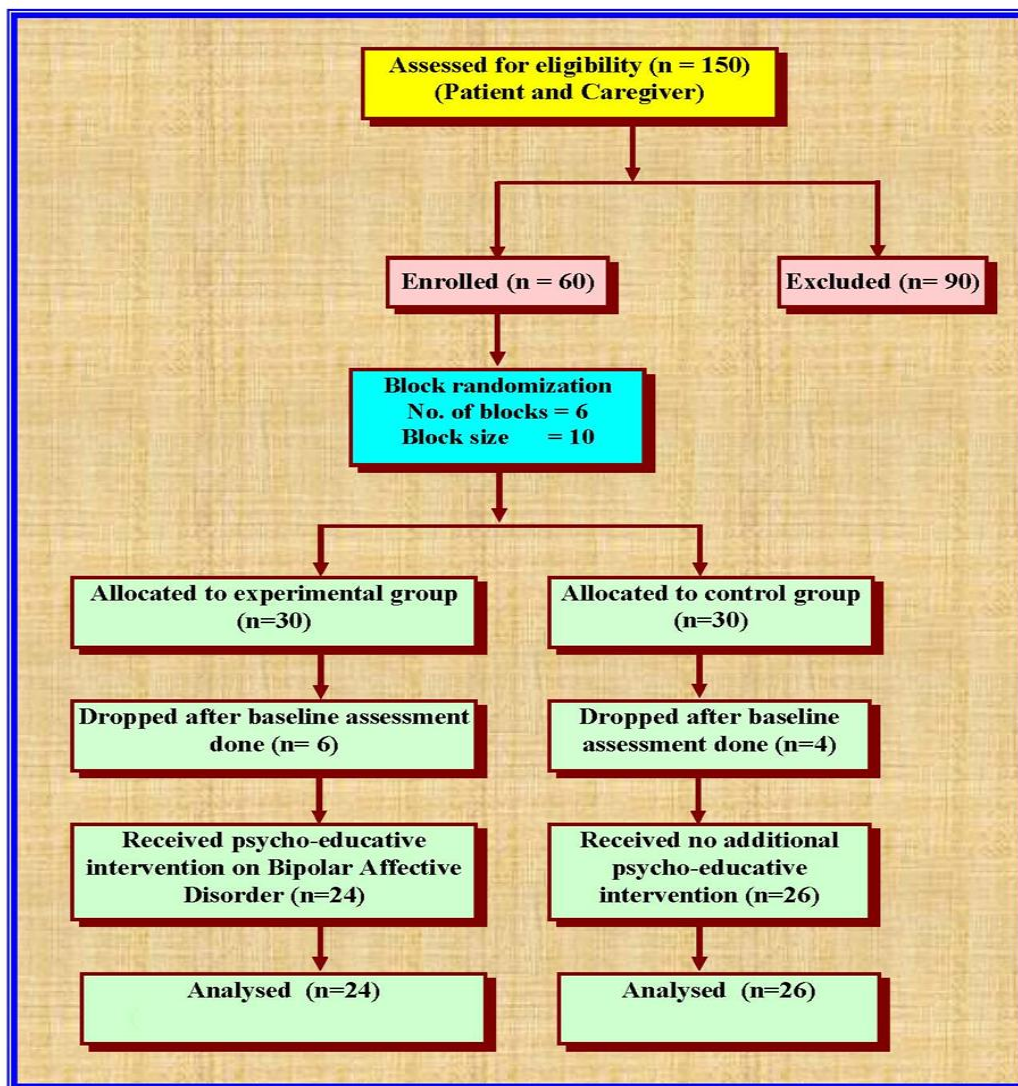 Assessed for eligibility (n = 150)
(Patient and Caregiver)
Enrolled (n = 60)
Excluded (n= 90)
Block randomization
No. of blocks = 6
Block size = 10
Allocated to experimental group
(n=30)
Allocated to control group
(n=30)
Dropped after baseline assessment
done (n= 6)
Dropped after baseline
assessment done (n=4)
Received psycho-educative
intervention on Bipolar Affective
Disorder (n=24)
Received no additional
psycho-educative
intervention (n=26)
Analysed (n=24)
Analysed (n=26)